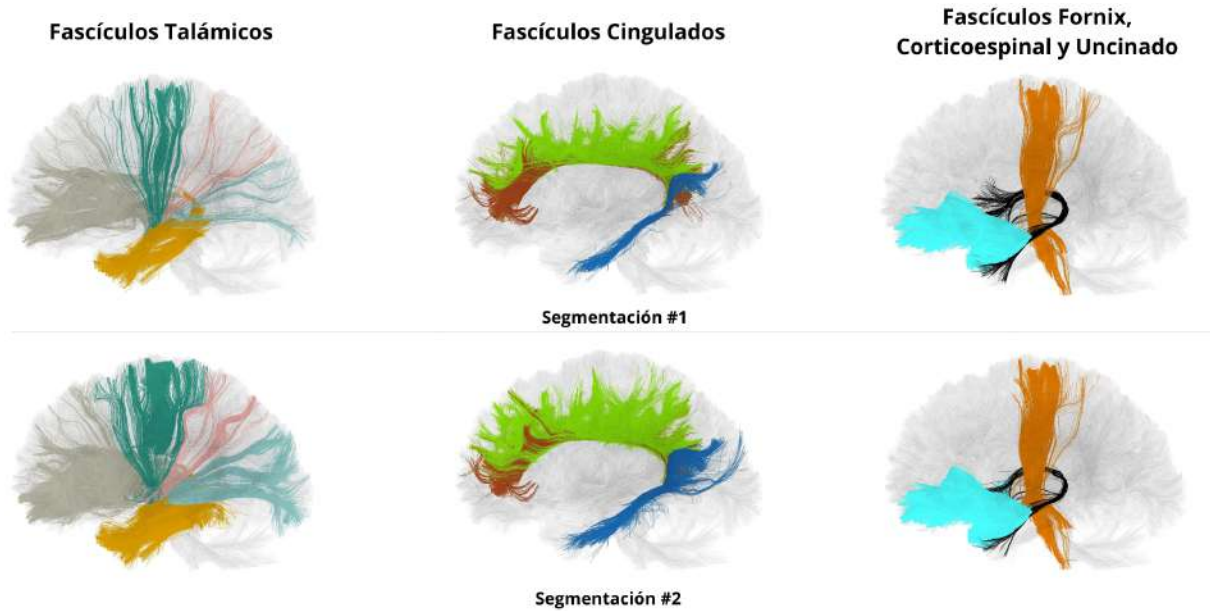 Fascículos Talámicos
Fascículos Cingulados
Fascículos Fornix,
Corticoespinal y Uncinado
Segmentación #1
Segmentación #2